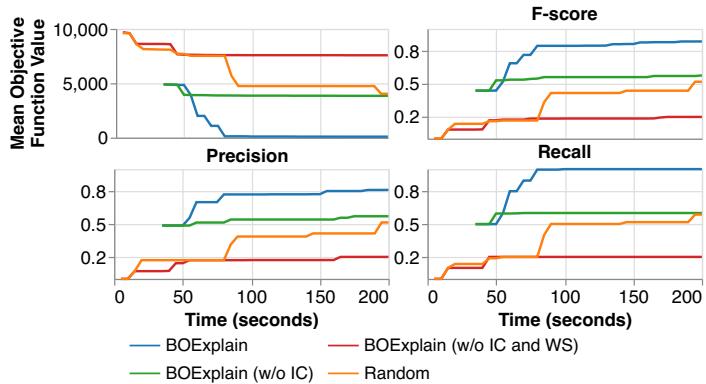 F-score
Mean Objective
Function Value
10,000
5,000
0
0.8
0.5
0.2
Precision
Recall
0.8
0.5
0.2
0.8
0.5
0.2
0 50 100 150 200
0 50 100 150 200
Time (seconds)
Time (seconds)
BOExplain
BOExplain (w/o IC and WS)
BOExplain (w/o IC)
Random